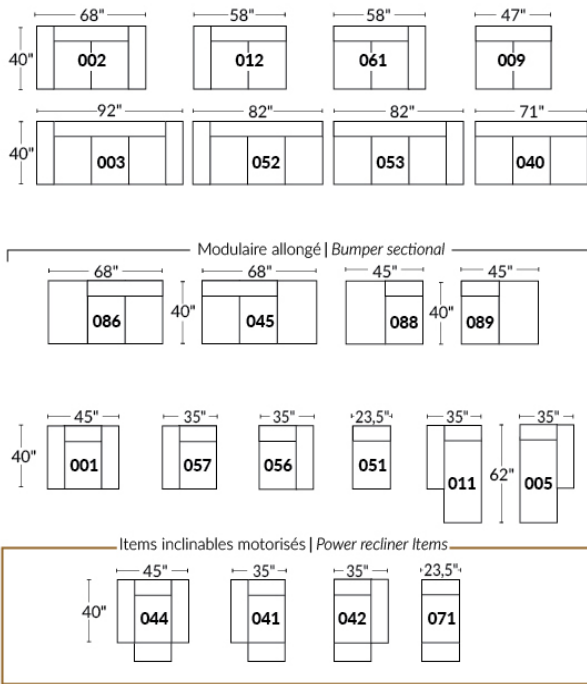 68" 58" 58" 47"
40" 002 012 061 009
92" 82" 82" 71"
40" 003 052 053 040
Modulaire allongé | Bumper sectional
68" 68" 45" 45"
086 40" 045 088 40" 089
45" 35" 35" 23,5" 35" 35"
40" 001 057 056 051 011 62" 005
Items inclinables motorisés | Power recliner Items
45" 35" 35" 23,5"
40" 044 041 042 071